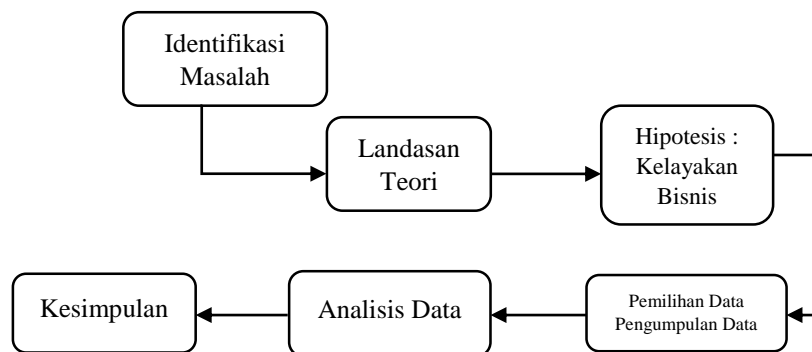 Identifikasi
Masalah
Landasan
Teori
Hipotesis :
Kelayakan
Bisnis
Pemilihan Data
Pengumpulan Data
Analisis Data
Kesimpulan